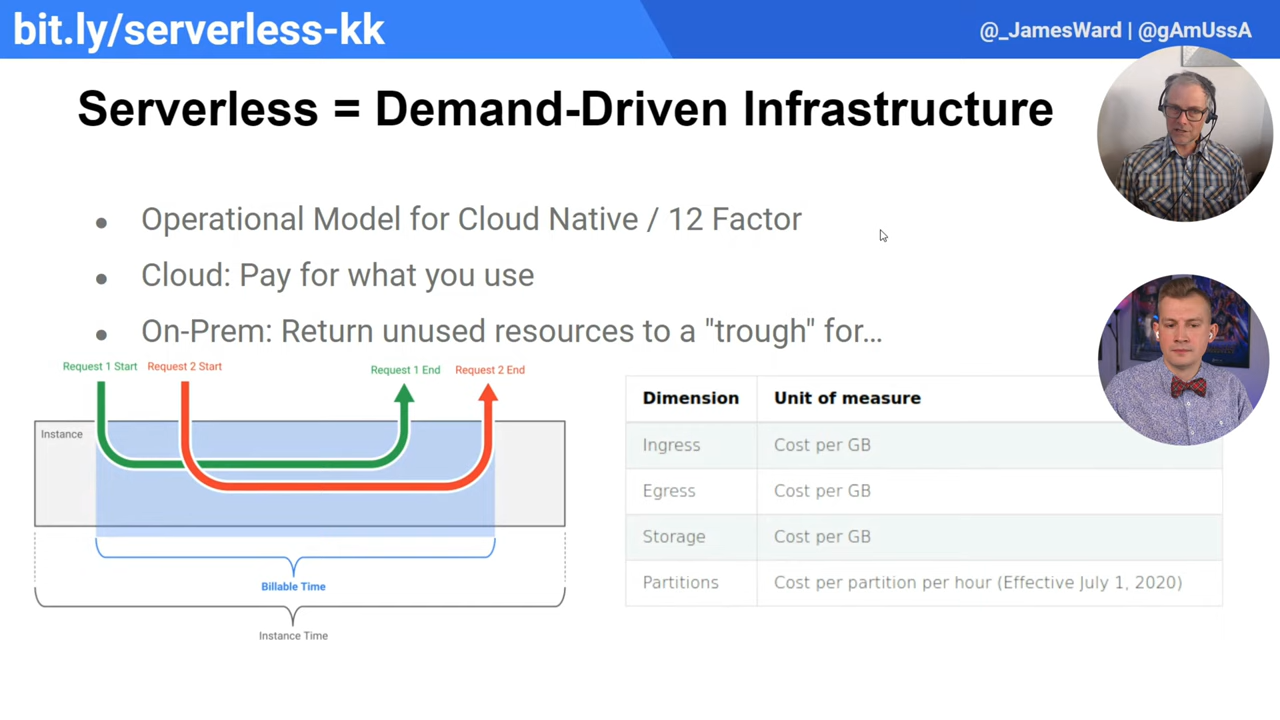 bit.ly/serverless-kk
@_JamesWard | @gAmUssA
Serverless = Demand-Driven Infrastructure
● Operational Model for Cloud Native / 12 Factor
● Cloud: Pay for what you use
● On-Prem: Return unused resources to a "trough" for...
Request 1 Start
Request 2 Start
Request 1 End
Request 2 End
Instance
Billable Time
Instance Time
Dimension Unit of measure
Ingress Cost per GB
Egress Cost per GB
Storage Cost per GB
Partitions Cost per partition per hour (Effective July 1, 2020)